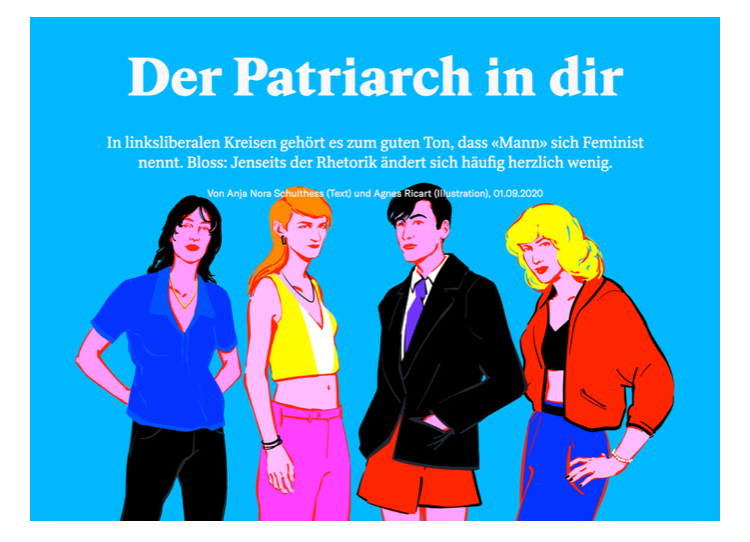 Der Patriarch in dir
In linksliberalen Kreisen gehört es zum guten Ton, dass «Mann» sich Feminist
nennt. Bloss: Jenseits der Rhetorik ändert sich häufig herzlich wenig.
Von Anja Nora Schulthess (Text) und Agnes Ricart (Illustration), 01.09.2020